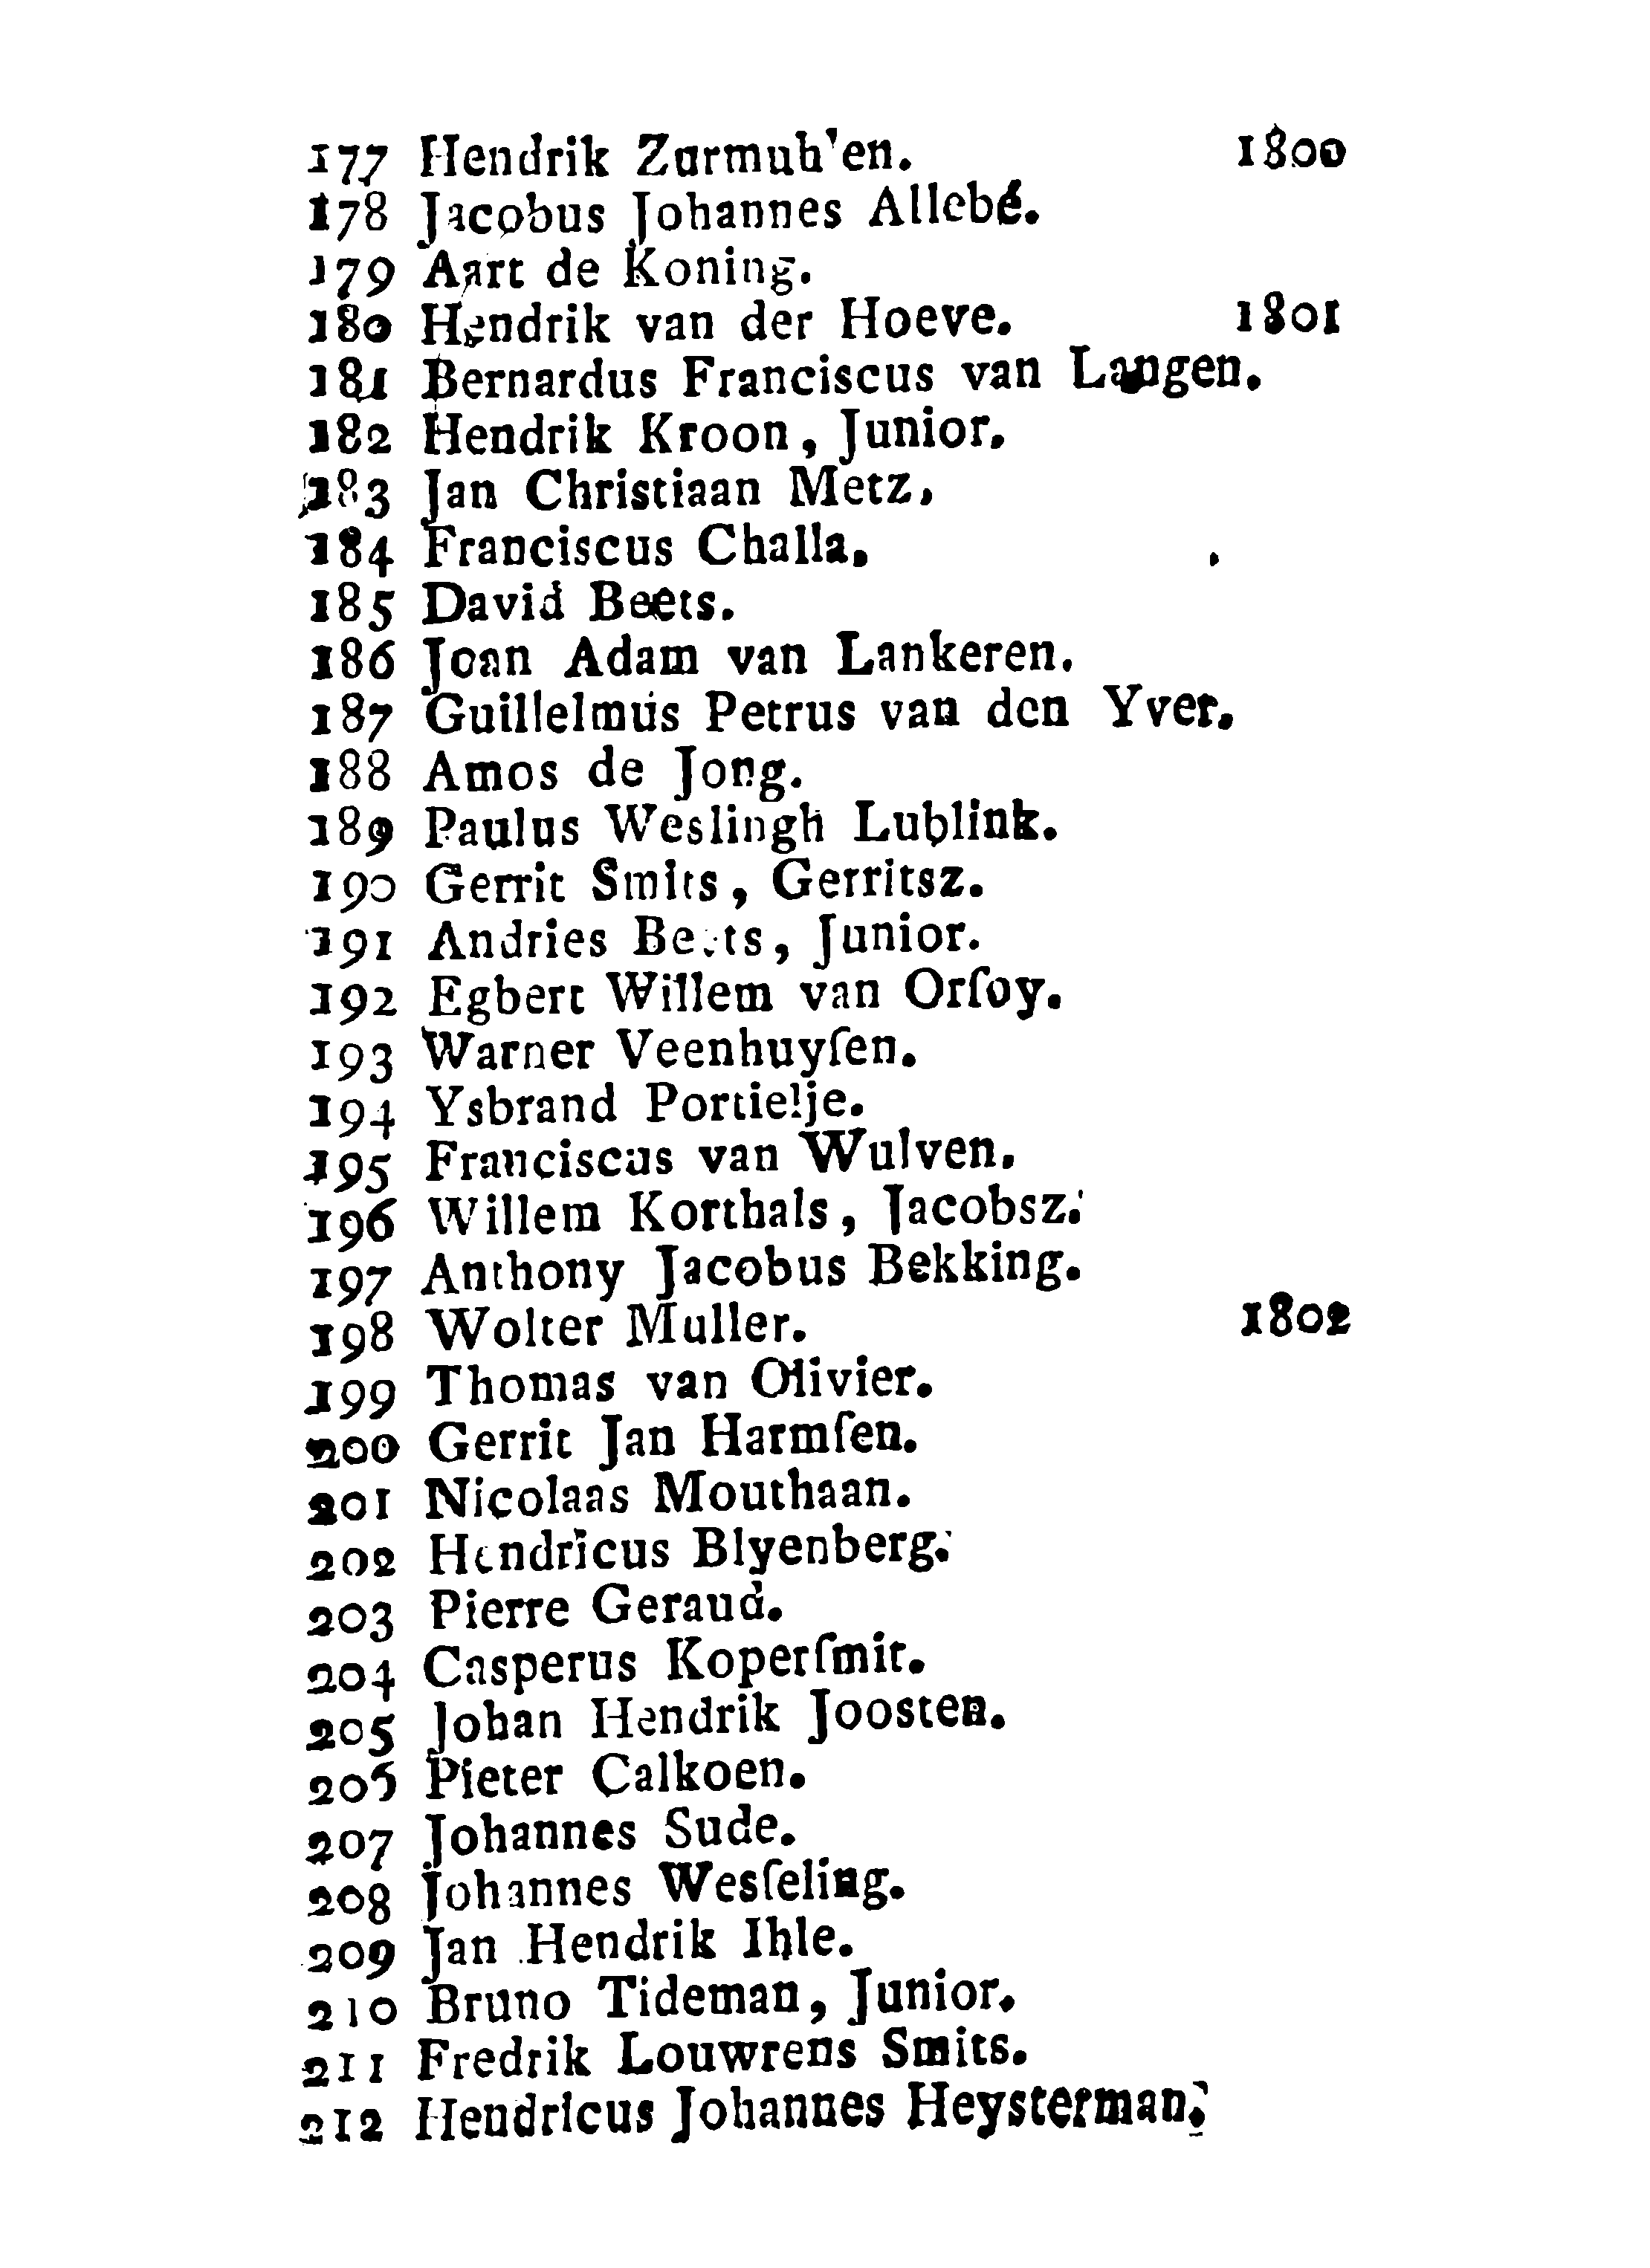 177 Hendrik Zurmuh'en. 1800
178 Jacobus Johannes Allebé.
179 Aart de Koning.
180 Hendrik van der Hoeve. 1801
181 Bernardus Franciscus van Langen.
182 Hendrik Kroon, Junior.
183 Jan Christiaan Metz.
184 Franciscus Challa.
185 David Beets.
186 Joan Adam van Lankeren.
187 Guillelmus Petrus van den Yver.
188 Amos de Jong.
189 Paulus Weslingh Lublink.
190 Gerrit Smits, Gerritsz.
191 Andries Beets, Junior.
192 Egbert Willem van Orſoy.
193 Warner Veenhuyſen.
194 Ysbrand Portielje.
195 Franciscus van Wulven.
196 Willem Korthals, Jacobsz.
197 Anthony Jacobus Bekking.
198 Wolter Muller. 1802
199 Thomas van Olivier.
200 Gerrit Jan Harmſen.
201 Nicolaas Mouthaan.
202 Hendricus Blyenberg.
203 Pierre Geraud.
204 Casperus Koperſmit.
205 Johan Hendrik Joosten.
206 Pieter Calkoen.
207 Johannes Sude.
208 Johannes Wesſeling.
209 Jan Hendrik Ihle.
210 Bruno Tideman, Junior.
211 Fredrik Louwrens Smits.
212 Hendricus Johannes Heysterman.